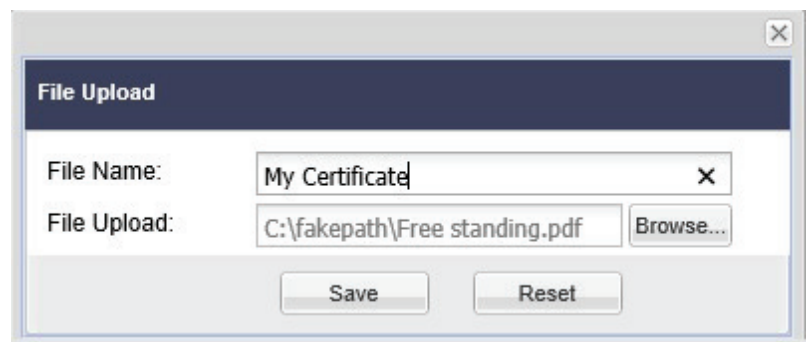 File Upload
File Name: My Certificate
File Upload: C:\fakepath\Free standing.pdf Browse...
Save Reset